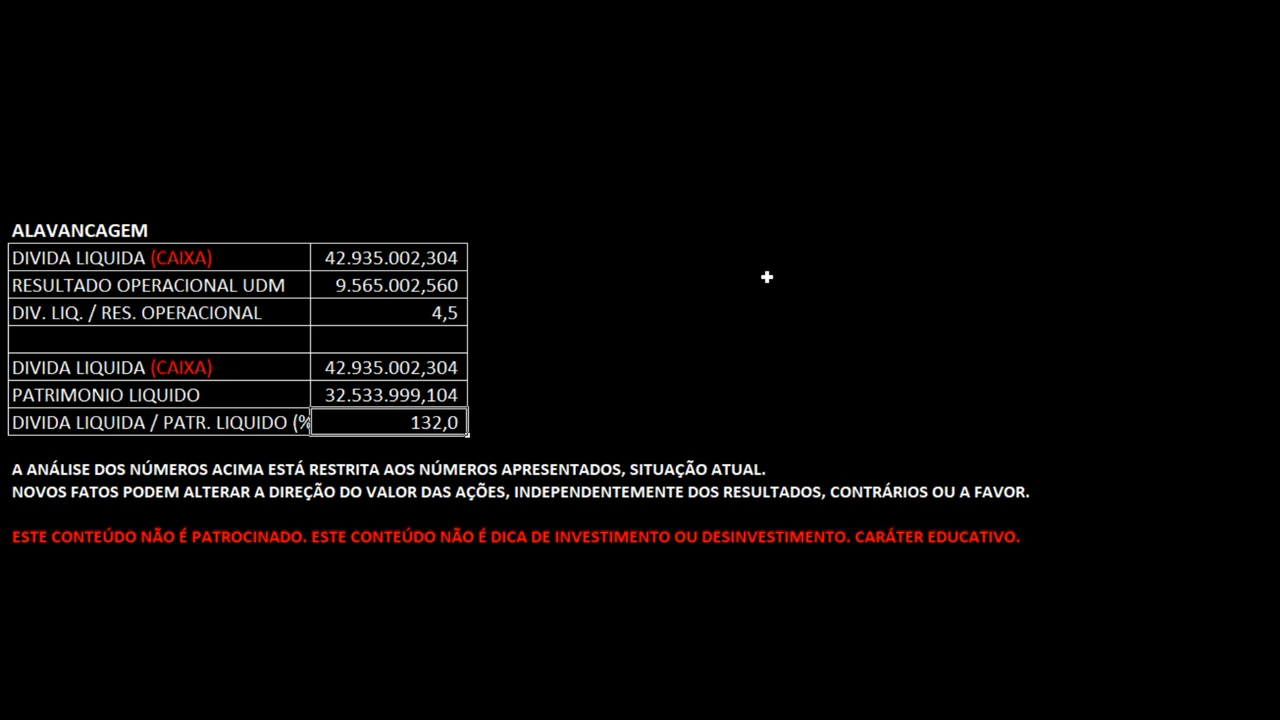 ALAVANCAGEM
DIVIDA LIQUIDA (CAIXA) 42.935.002,304
RESULTADO OPERACIONAL UDM 9.565.002,560
DIV. LIQ. / RES. OPERACIONAL 4,5
DIVIDA LIQUIDA (CAIXA) 42.935.002,304
PATRIMONIO LIQUIDO 32.533.999,104
DIVIDA LIQUIDA / PATR. LIQUIDO (% 132,0
A ANÁLISE DOS NÚMEROS ACIMA ESTÁ RESTRITA AOS NÚMEROS APRESENTADOS, SITUAÇÃO ATUAL.
NOVOS FATOS PODEM ALTERAR A DIREÇÃO DO VALOR DAS AÇÕES, INDEPENDENTEMENTE DOS RESULTADOS, CONTRÁRIOS OU A FAVOR.
ESTE CONTEÚDO NÃO É PATROCINADO. ESTE CONTEÚDO NÃO É DICA DE INVESTIMENTO OU DESINVESTIMENTO. CARÁTER EDUCATIVO.